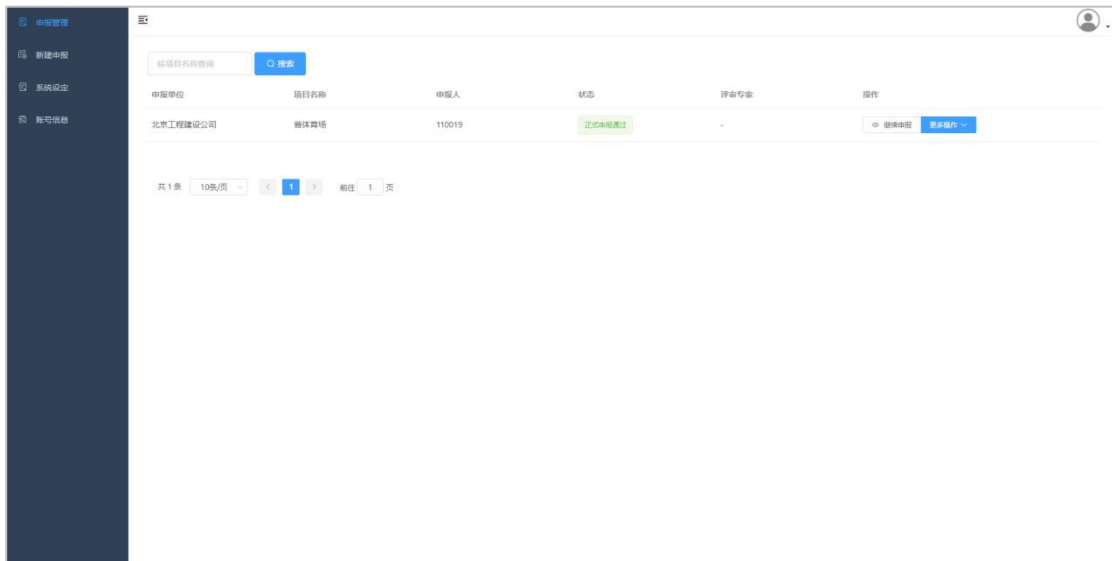 申报管理
新建申报
系统设定
账号信息
按项目名称查询 搜索
申报单位 项目名称 申报人 状态 评审专家 操作
北京工程建设公司 酱体育场 110019 正式申报通过 - 继续申报 更多操作
共 1 条 10条/页 1 前往 1 页